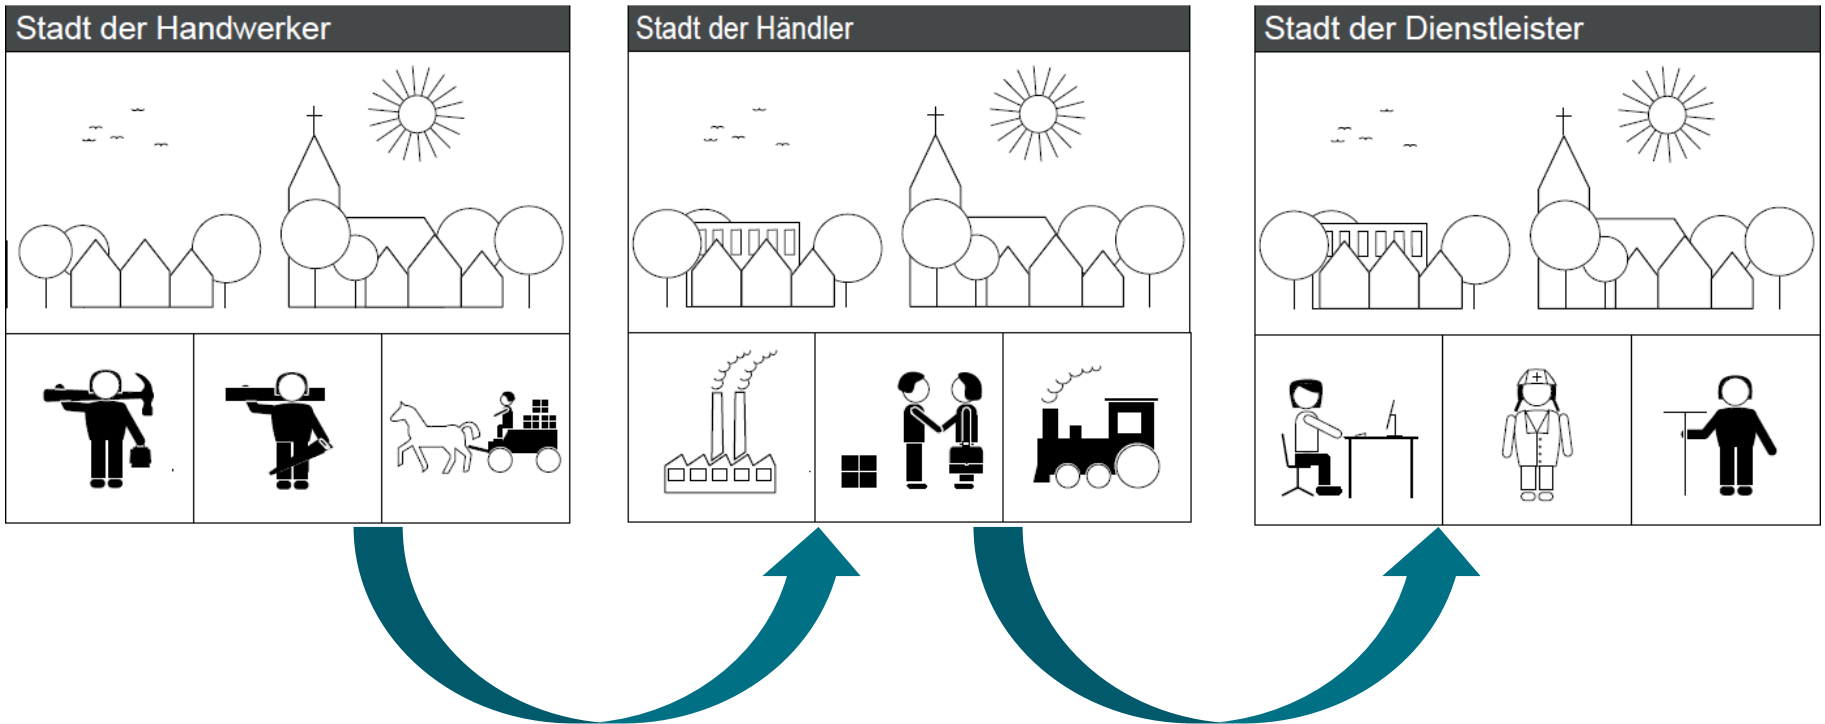 Stadt der Handwerker
Stadt der Händler
Stadt der Dienstleister